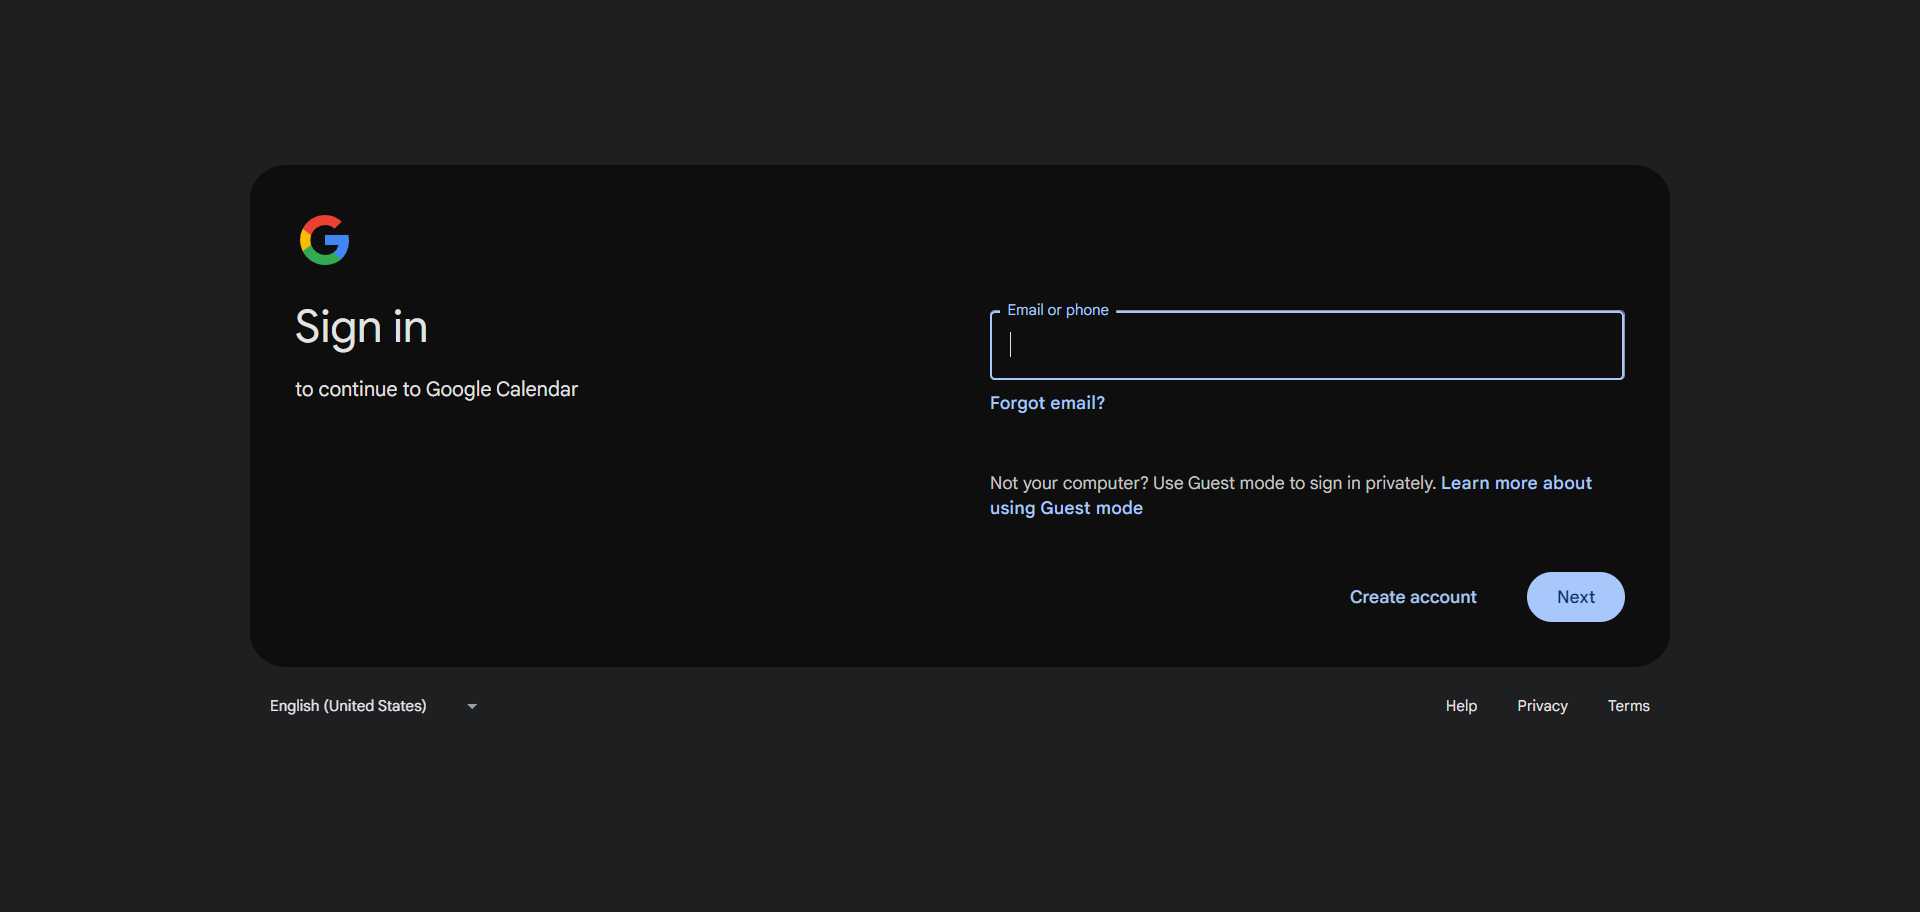 Sign in
to continue to Google Calendar
Email or phone
Forgot email?
Not your computer? Use Guest mode to sign in privately. Learn more about
using Guest mode
Create account
Next
English (United States)
Help
Privacy
Terms